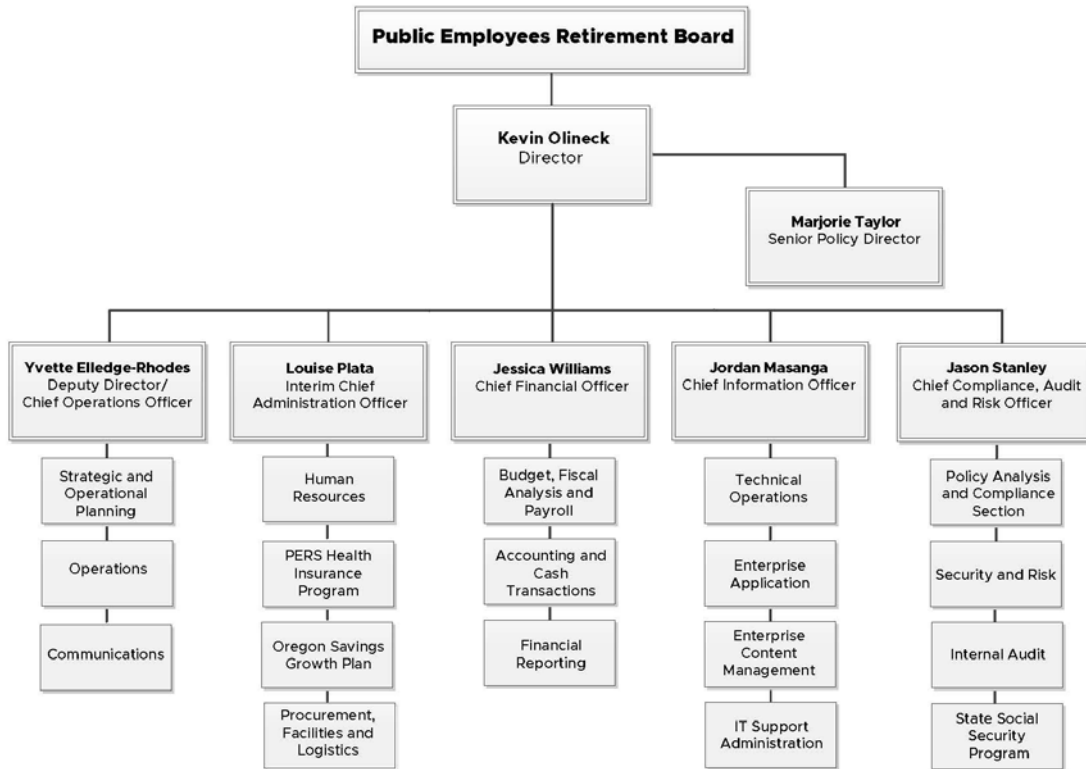 Public Employees Retirement Board
Kevin Olineck
Director
Marjorie Taylor
Senior Policy Director
Yvette Elledge-Rhodes
Deputy Director/
Chief Operations Officer
Louise Plata
Interim Chief
Administration Officer
Jessica Williams
Chief Financial Officer
Jordan Masanga
Chief Information Officer
Jason Stanley
Chief Compliance, Audit
and Risk Officer
Strategic and
Operational
Planning
Operations
Communications
Human
Resources
PERS Health
Insurance
Program
Oregon Savings
Growth Plan
Procurement,
Facilities and
Logistics
Budget, Fiscal
Analysis and
Payroll
Accounting and
Cash
Transactions
Financial
Reporting
Technical
Operations
Enterprise
Application
Enterprise
Content
Management
IT Support
Administration
Policy Analysis
and Compliance
Section
Security and Risk
Internal Audit
State Social
Security
Program